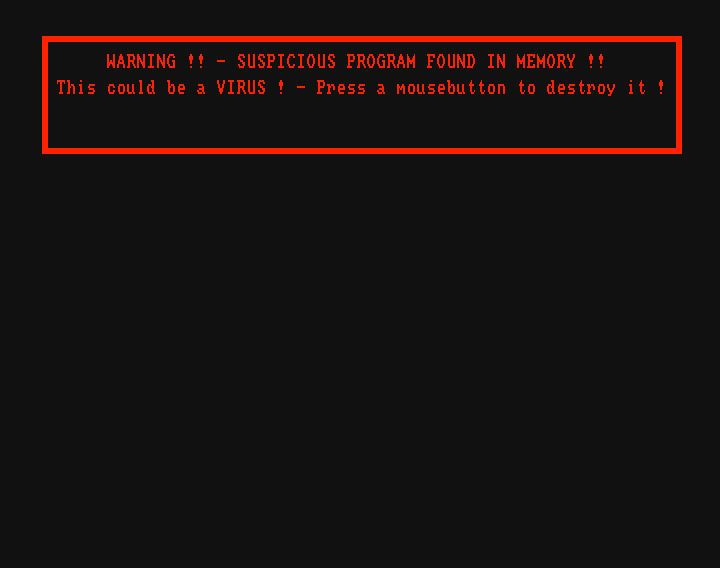 WARNING !! - SUSPICIOUS PROGRAM FOUND IN MEMORY !!
This could be a VIRUS ! - Press a mousebutton to destroy it !